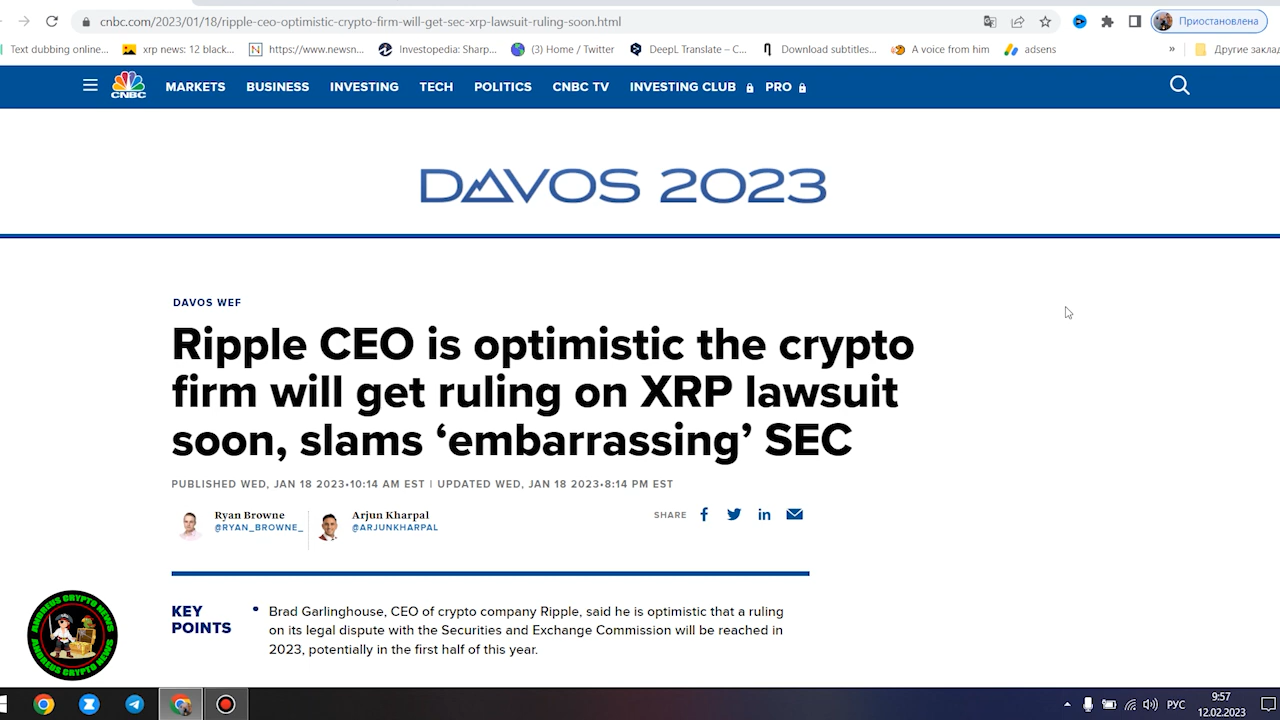 cnbc.com/2023/01/18/ripple-ceo-optimistic-crypto-firm-will-get-sec-xrp-lawsuit-ruling-soon.html
Приостановлена
Text dubbing online...
xrp news: 12 black...
https://www.newsn...
Investopedia: Sharp...
(3) Home / Twitter
DeepL Translate – C...
Download subtitles...
A voice from him
adsens
»
Другие заклад
CNBC
MARKETS
BUSINESS
INVESTING
TECH
POLITICS
CNBC TV
INVESTING CLUB
PRO
DAVOS 2023
DAVOS WEF
Ripple CEO is optimistic the crypto
firm will get ruling on XRP lawsuit
soon, slams ‘embarrassing’ SEC
PUBLISHED WED, JAN 18 2023•10:14 AM EST | UPDATED WED, JAN 18 2023•8:14 PM EST
Ryan Browne
@RYAN_BROWNE_
Arjun Kharpal
@ARJUNKHARPAL
SHARE
KEY
POINTS
• Brad Garlinghouse, CEO of crypto company Ripple, said he is optimistic that a ruling
on its legal dispute with the Securities and Exchange Commission will be reached in
2023, potentially in the first half of this year.
ANDREUS CRYPTO NEWS
ANDREUS CRYPTO NEWS
РУС
9:57
12.02.2023